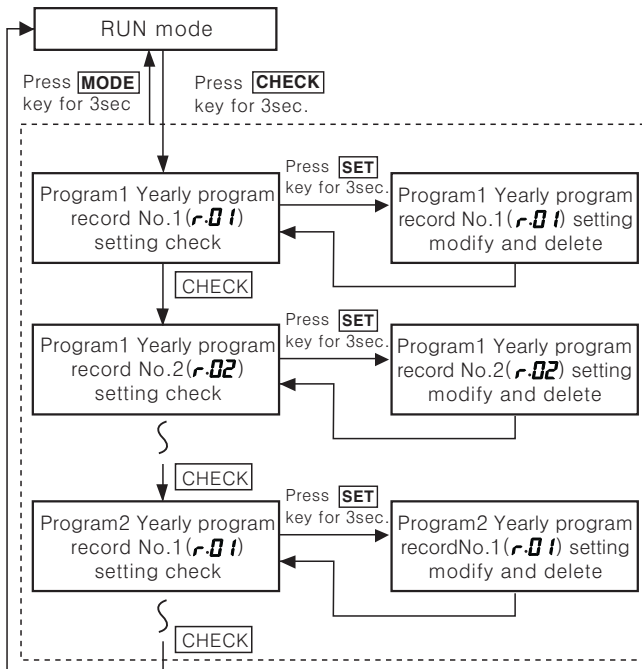 RUN mode
Press MODE
key for 3sec
Press CHECK
key for 3sec.
Program1 Yearly program
record No.1(r.01)
setting check
Press SET
key for 3sec.
Program1 Yearly program
record No.1(r.01) setting
modify and delete
CHECK
Program1 Yearly program
record No.2(r.02)
setting check
Press SET
key for 3sec.
Program1 Yearly program
record No.2(r.02) setting
modify and delete
CHECK
Program2 Yearly program
record No.1(r.01)
setting check
Press SET
key for 3sec.
Program2 Yearly program
recordNo.1(r.01) setting
modify and delete
CHECK